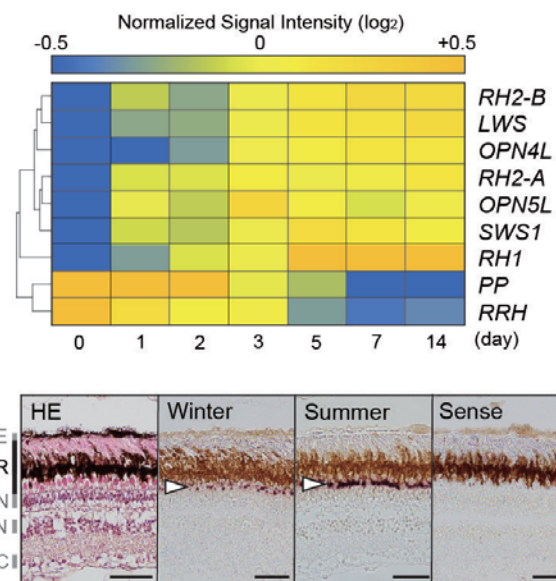 Normalized Signal Intensity (log₂)
-0.5 0 +0.5
RH2-B
LWS
OPN4L
RH2-A
OPN5L
SWS1
RH1
PP
RRH
0 1 2 3 5 7 14 (day)
HE Winter Summer Sense
E
R
N
N
C